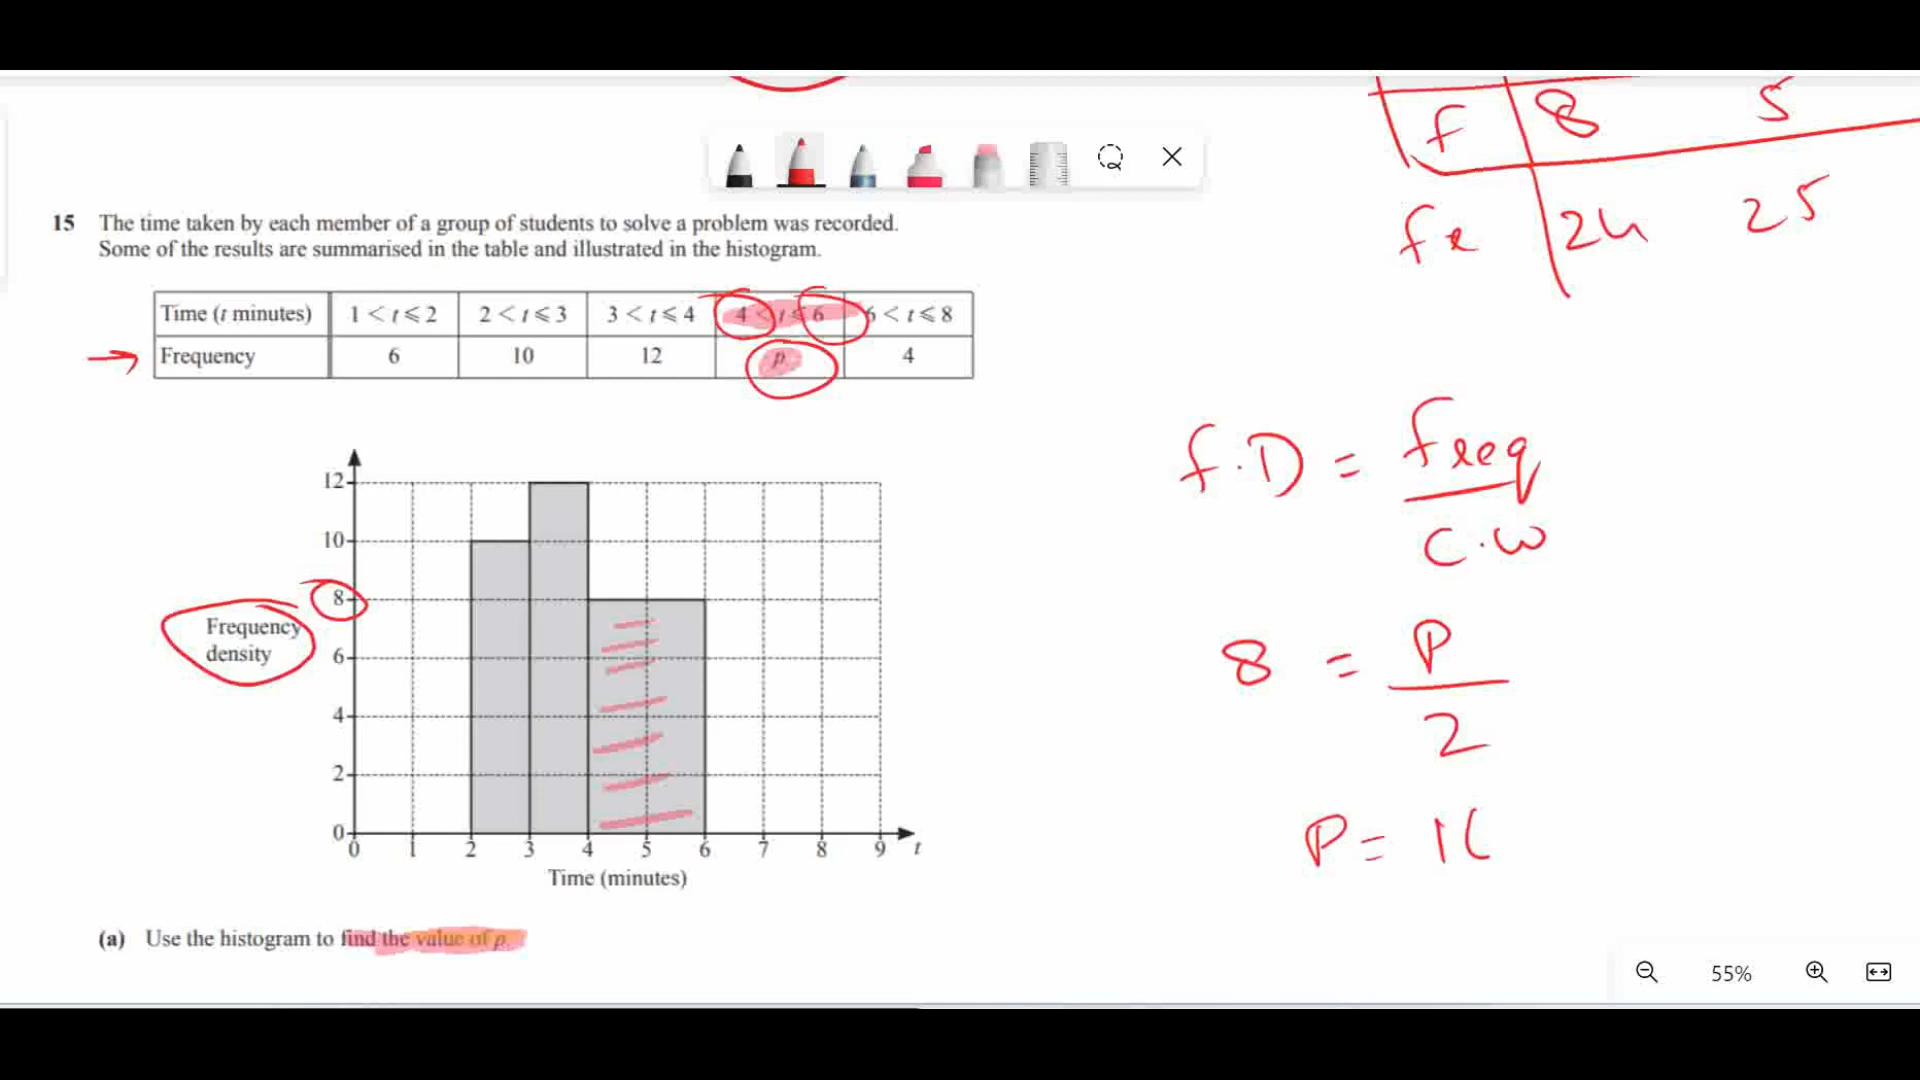 f 8 5
fx 24 25
15 The time taken by each member of a group of students to solve a problem was recorded.
Some of the results are summarised in the table and illustrated in the histogram.
Time (t minutes) 1 < t ⩽ 2 2 < t ⩽ 3 3 < t ⩽ 4 4 < t ⩽ 6 6 < t ⩽ 8
Frequency 6 10 12 p 4
f.D = freq
c.w
8 = P
2
P = 16
12
10
8
Frequency
density
6
4
2
0
0 1 2 3 4 5 6 7 8 9 t
Time (minutes)
(a) Use the histogram to find the value of p.
55%